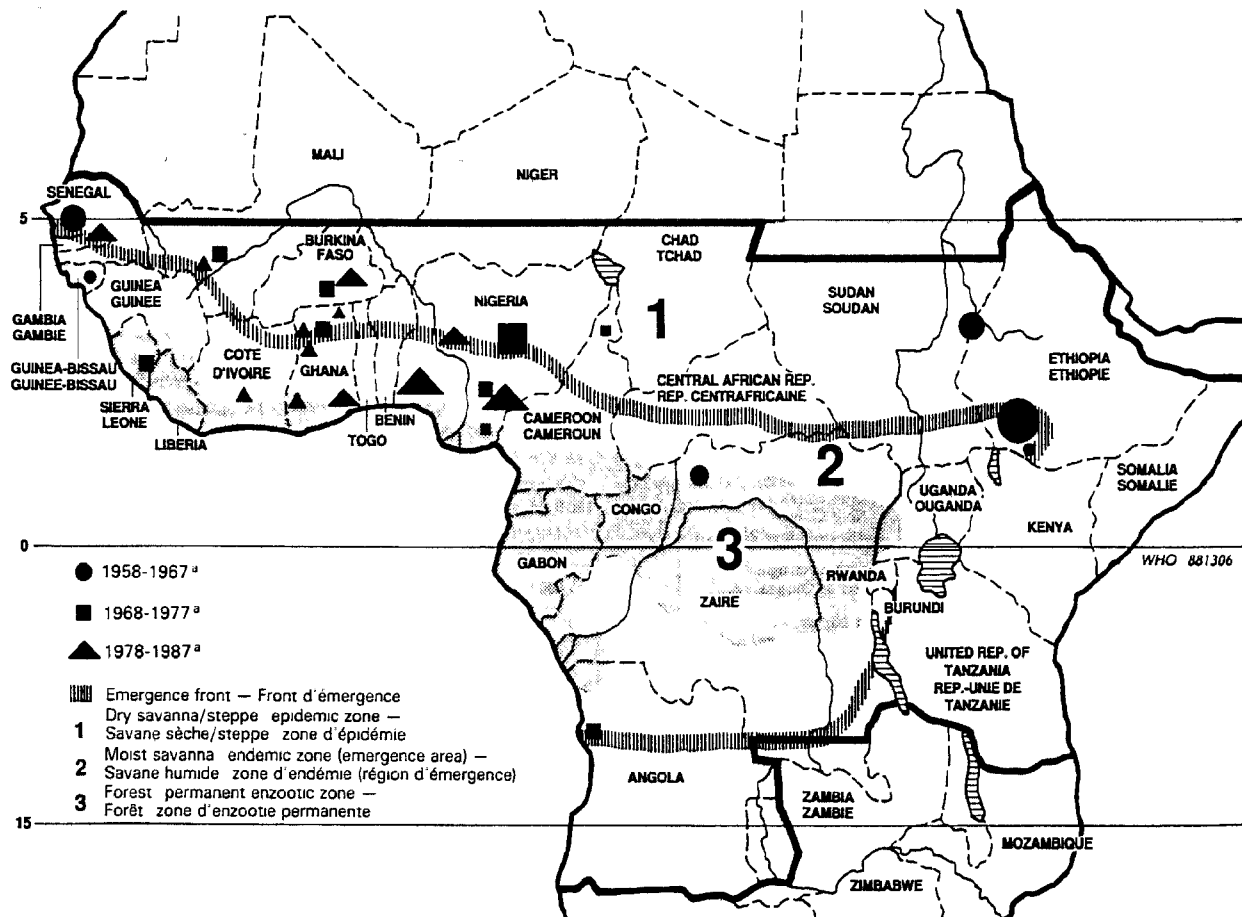 MALI
NIGER
SENEGAL
5
BURKINA
FASO
CHAD
TCHAD
GUINEA
GUINEE
NIGERIA
1
SUDAN
SOUDAN
GAMBIA
GAMBIE
ETHIOPIA
ETHIOPIE
COTE
D'IVOIRE
GHANA
GUINEA-BISSAU
GUINEE-BISSAU
CENTRAL AFRICAN REP.
REP. CENTRAFRICAINE
SIERRA
LEONE
BENIN
CAMEROON
CAMEROUN
LIBERIA
TOGO
2
SOMALIA
SOMALIE
UGANDA
OUGANDA
CONGO
KENYA
0
GABON
3
RWANDA
WHO 881306
ZAIRE
BURUNDI
1958-1967 a
1968-1977 a
1978-1987 a
UNITED REP. OF
TANZANIA
REP.-UNIE DE
TANZANIE
Emergence front — Front d'émergence
1 Dry savanna/steppe epidemic zone —
Savane sèche/steppe zone d'épidémie
2 Moist savanna endemic zone (emergence area) —
Savane humide zone d'endémie (région d'émergence)
3 Forest permanent enzootic zone —
Forêt zone d'enzootie permanente
ANGOLA
ZAMBIA
ZAMBIE
15
MOZAMBIQUE
ZIMBABWE